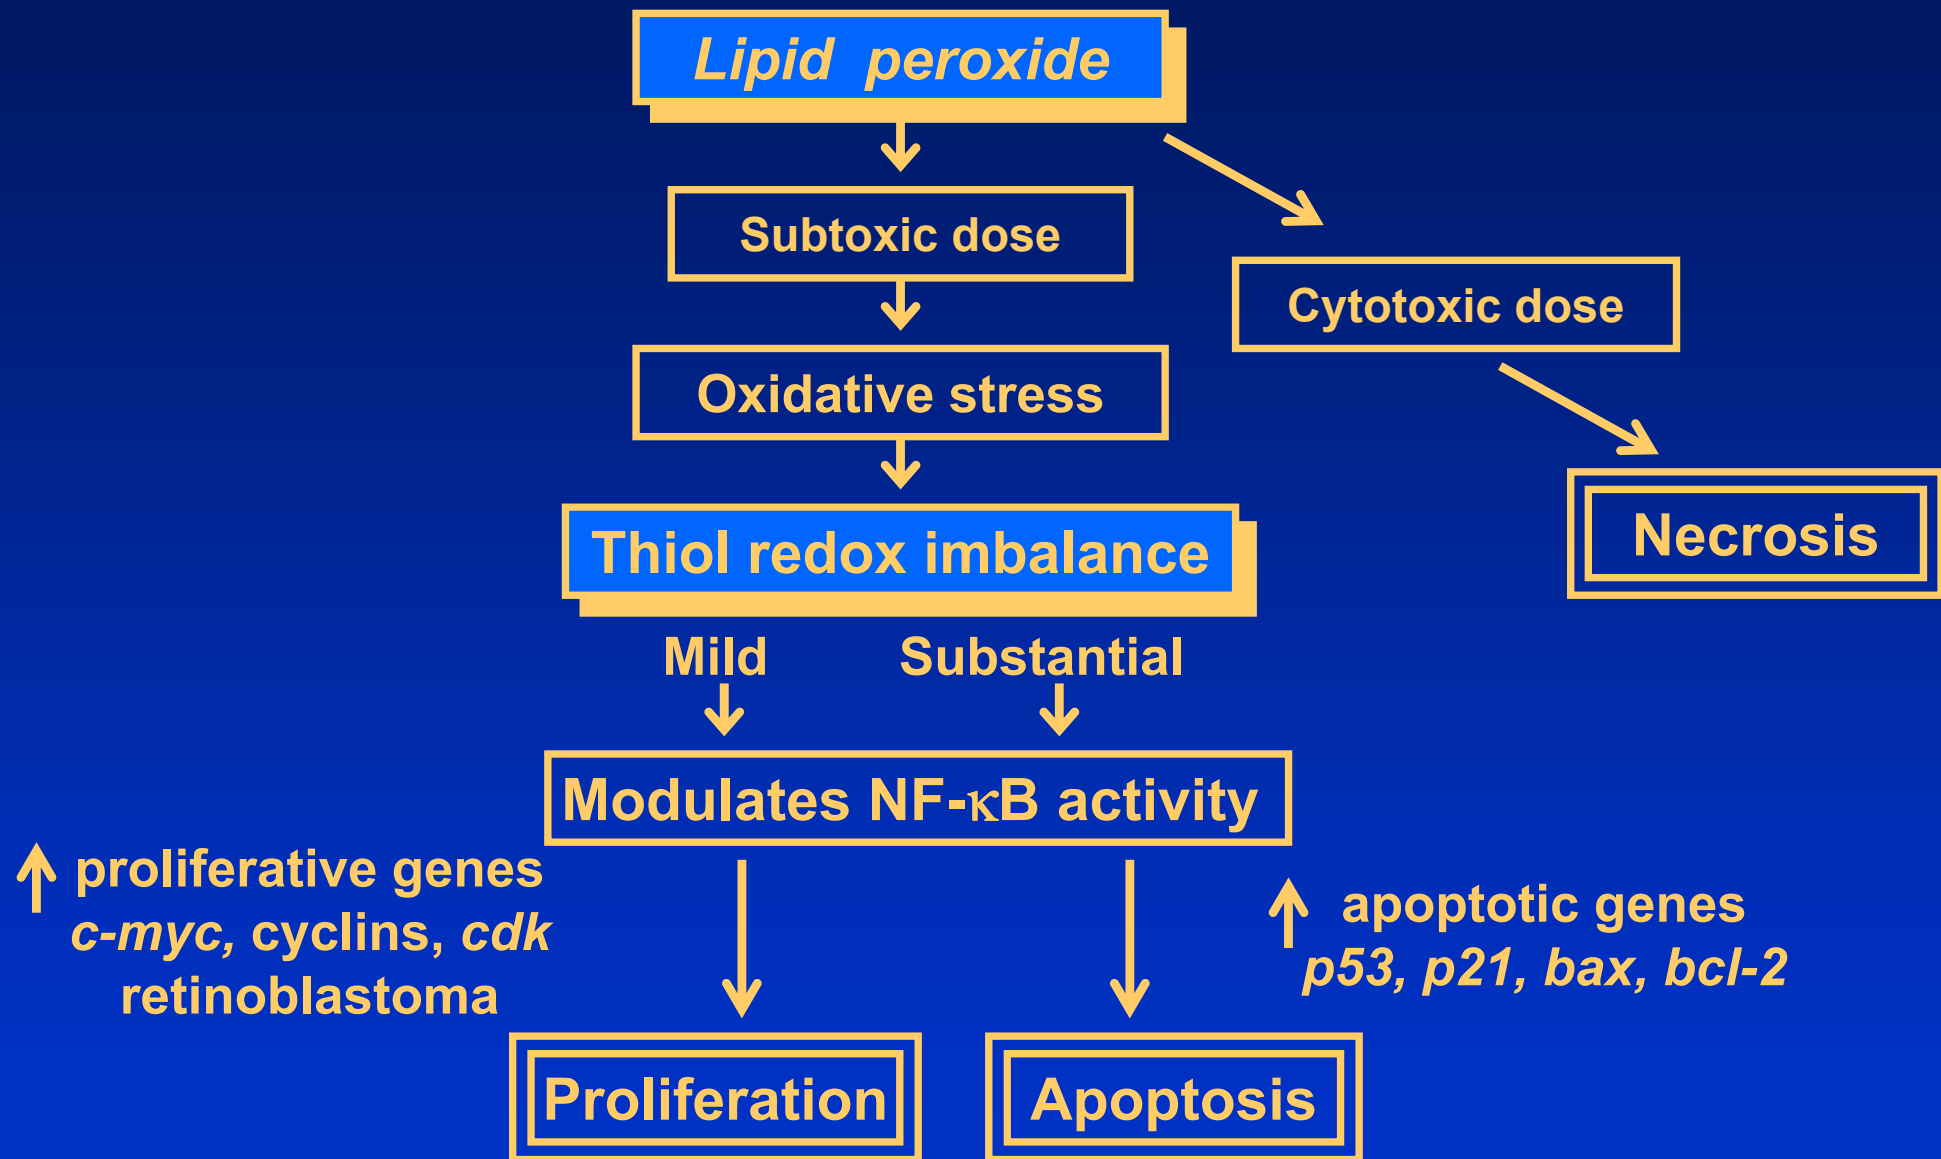 Lipid peroxide
Subtoxic dose
Cytotoxic dose
Oxidative stress
Necrosis
Thiol redox imbalance
Mild
Substantial
Modulates NF-κB activity
proliferative genes
c-myc, cyclins, cdk
retinoblastoma
apoptotic genes
p53, p21, bax, bcl-2
Proliferation
Apoptosis